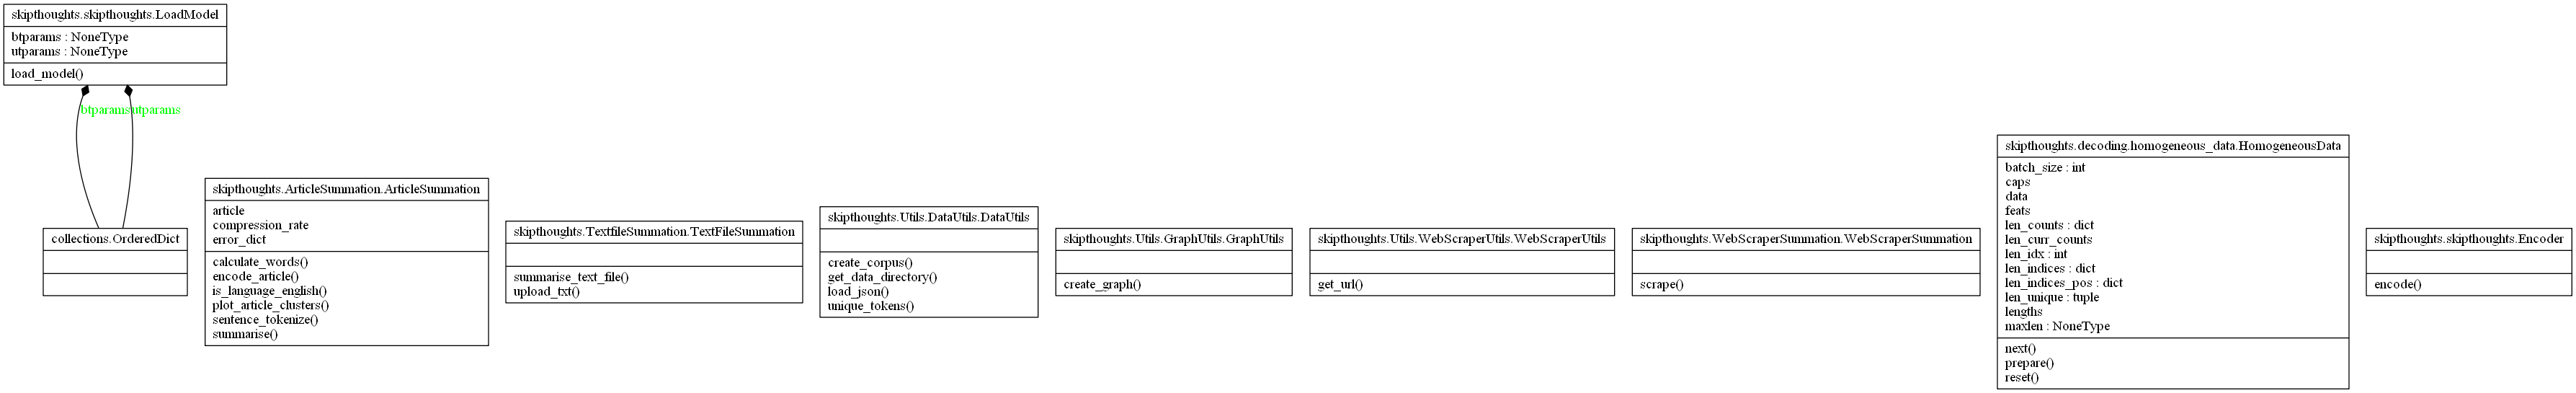 skipthoughts.skipthoughts.LoadModel
btparams : NoneType
utparams : NoneType
load_model()
btparams
utparams
collections.OrderedDict
skipthoughts.ArticleSummation.ArticleSummation
article
compression_rate
error_dict
calculate_words()
encode_article()
is_language_english()
plot_article_clusters()
sentence_tokenize()
summarise()
skipthoughts.TextfileSummation.TextFileSummation
summarise_text_file()
upload_txt()
skipthoughts.Utils.DataUtils.DataUtils
create_corpus()
get_data_directory()
load_json()
unique_tokens()
skipthoughts.Utils.GraphUtils.GraphUtils
create_graph()
skipthoughts.Utils.WebScraperUtils.WebScraperUtils
get_url()
skipthoughts.WebScraperSummation.WebScraperSummation
scrape()
skipthoughts.decoding.homogeneous_data.HomogeneousData
batch_size : int
caps
data
feats
len_counts : dict
len_curr_counts
len_idx : int
len_indices : dict
len_indices_pos : dict
len_unique : tuple
lengths
maxlen : NoneType
next()
prepare()
reset()
skipthoughts.skipthoughts.Encoder
encode()